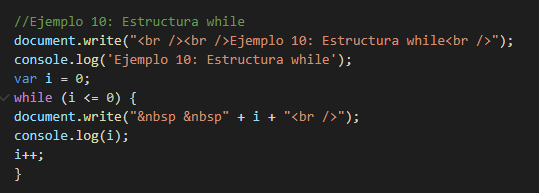 //Ejemplo 10: Estructura while
document.write("<br /><br />Ejemplo 10: Estructura while<br />");
console.log('Ejemplo 10: Estructura while');
var i = 0;
while (i <= 0) {
document.write("&nbsp &nbsp" + i + "<br />");
console.log(i);
i++;
}